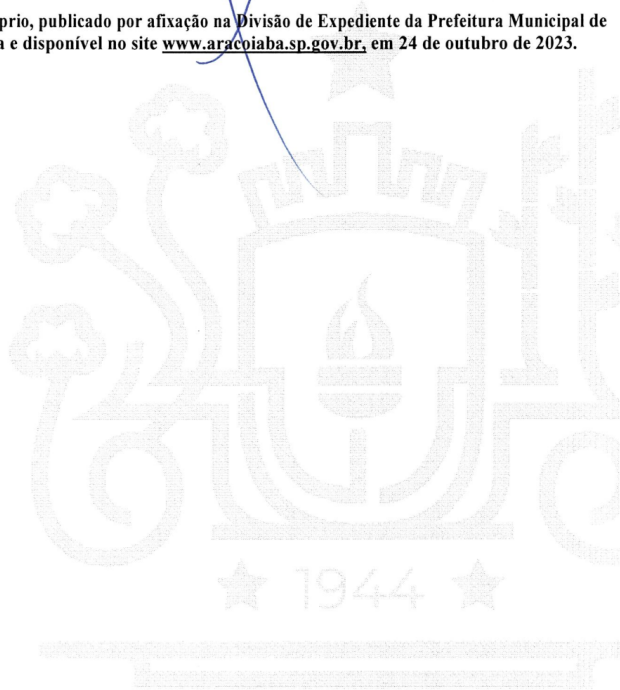 prio, publicado por afixação na Divisão de Expediente da Prefeitura Municipal de
a e disponível no site www.aracoiaba.sp.gov.br, em 24 de outubro de 2023.
1944